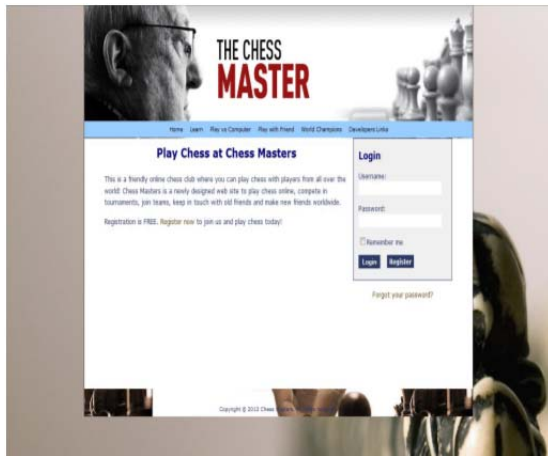 THE CHESS
MASTER
Home Learn Play vs Computer Play with Friend World Champions Developers Links
Play Chess at Chess Masters
This is a friendly online chess club where you can play chess with players from all over the
world! Chess Masters is a newly designed web site to play chess online, compete in
tournaments, join teams, keep in touch with old friends and make new friends worldwide.
Registration is FREE. Register now to join us and play chess today!
Login
Username:
Password:
Remember me
Login Register
Forgot your password?
Copyright © 2012 Chess